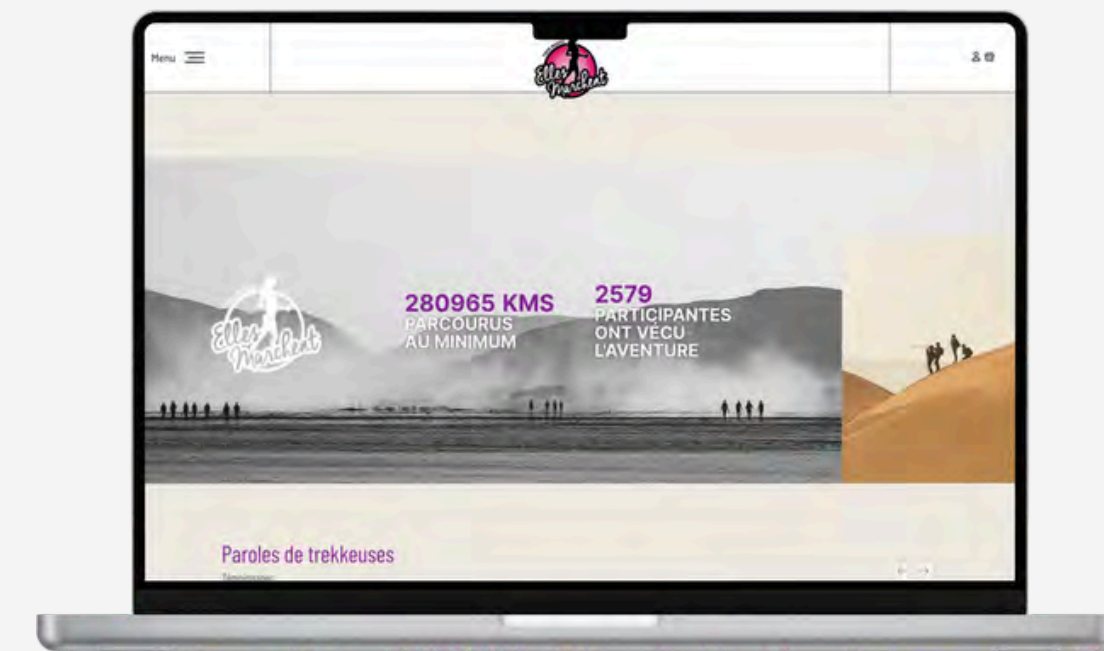 Menu
Elles
Marchent
Elles
Marchent
280965 KMS
PARCOURUS
AU MINIMUM
2579
PARTICIPANTES
ONT VÉCU
L'AVENTURE
Paroles de trekkeuses